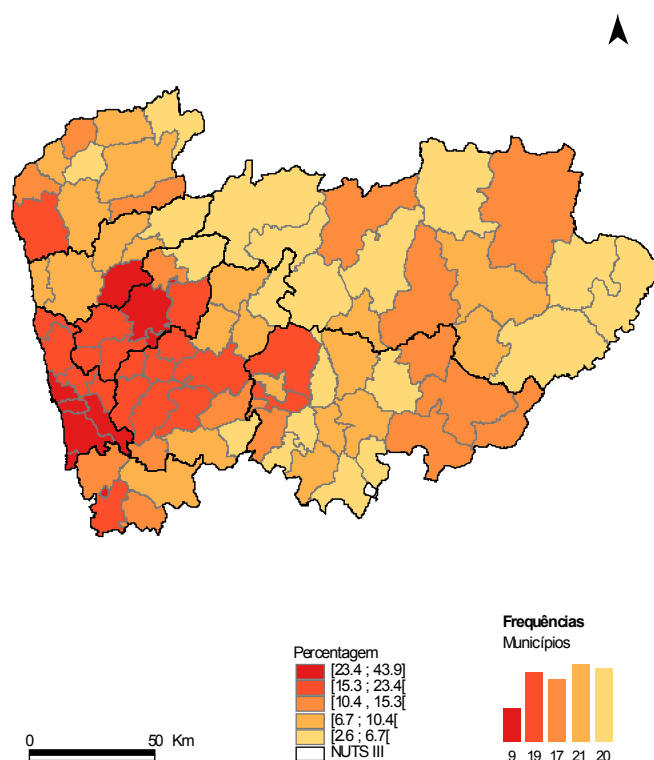 Frequências
Municípios
Percentagem
[23.4 ; 43.9]
[15.3 ; 23.4[
[10.4 , 15.3[
[6.7 ; 10.4[
[2.6 ; 6.7[
NUTS III
0 50 Km
9 19 17 21 20